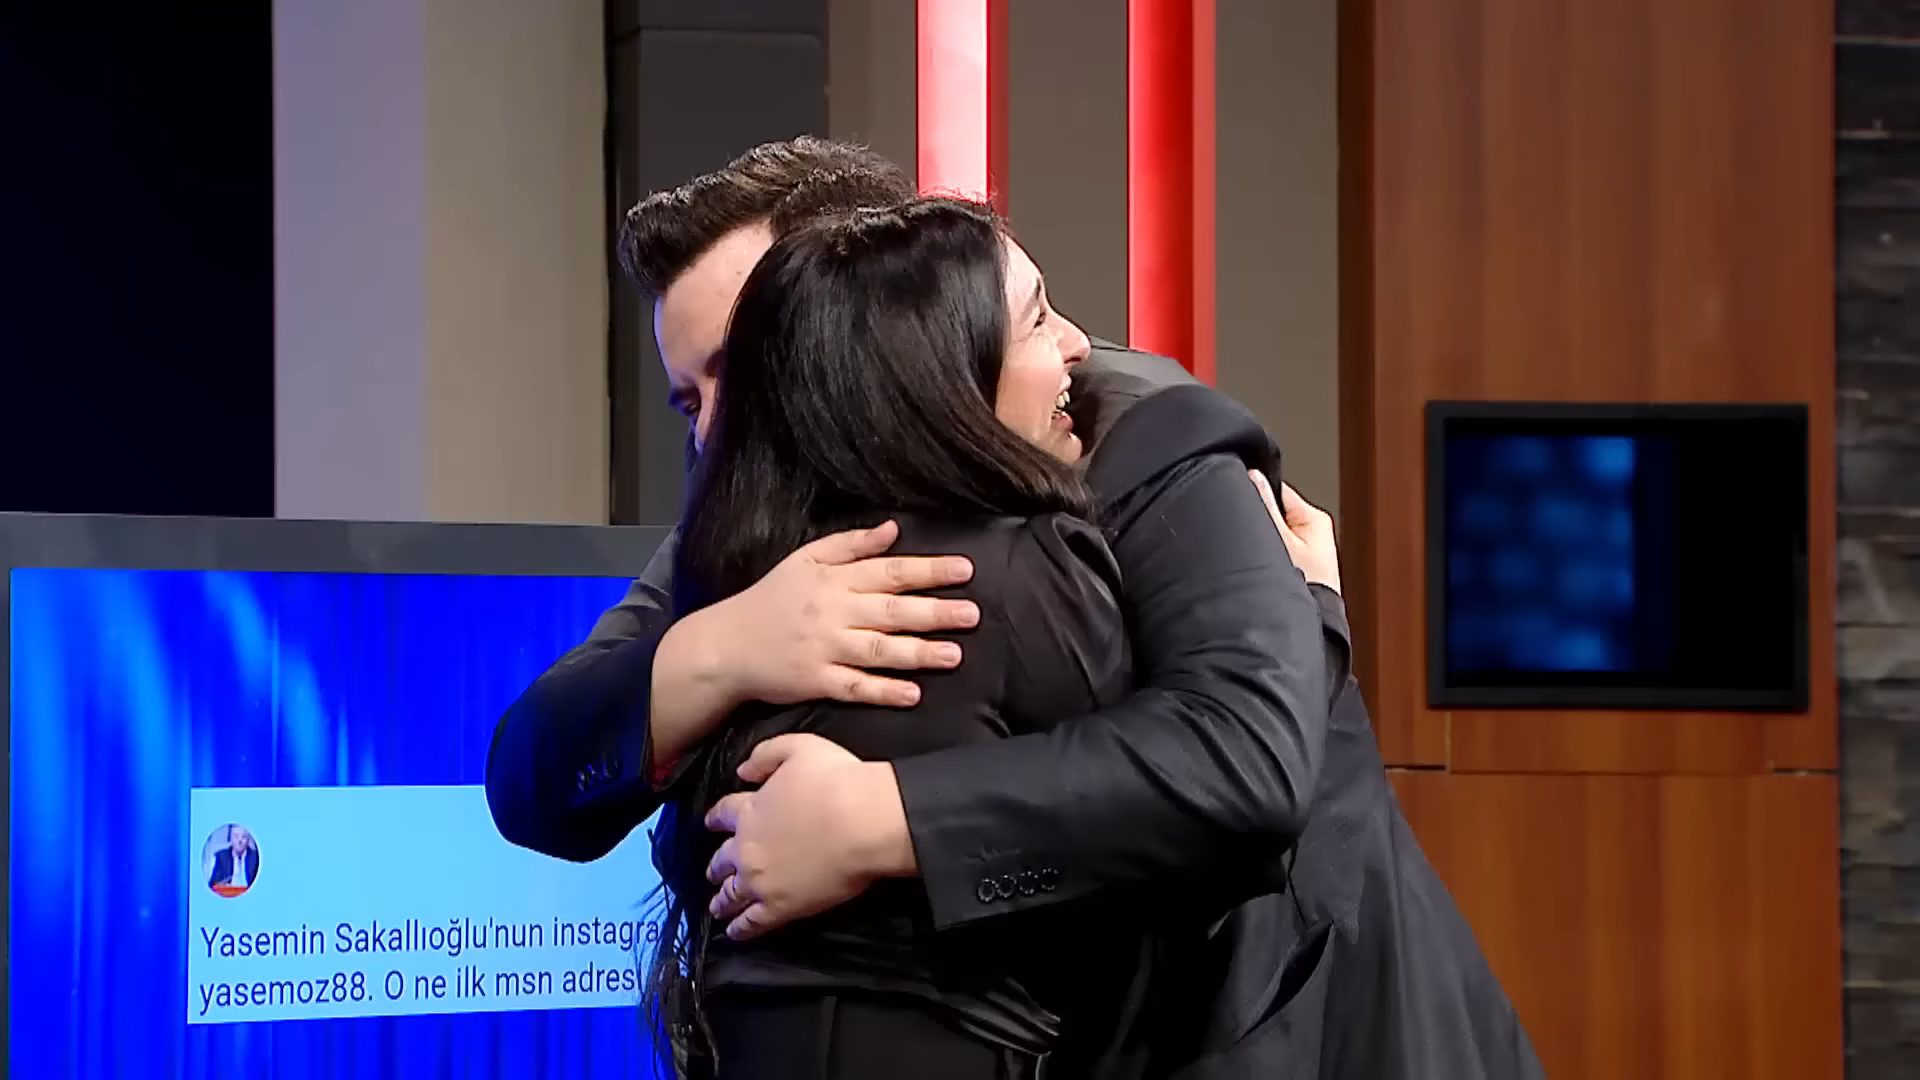 Yasemin Sakallıoğlu'nun instagra
yasemoz88. O ne ilk msn adres